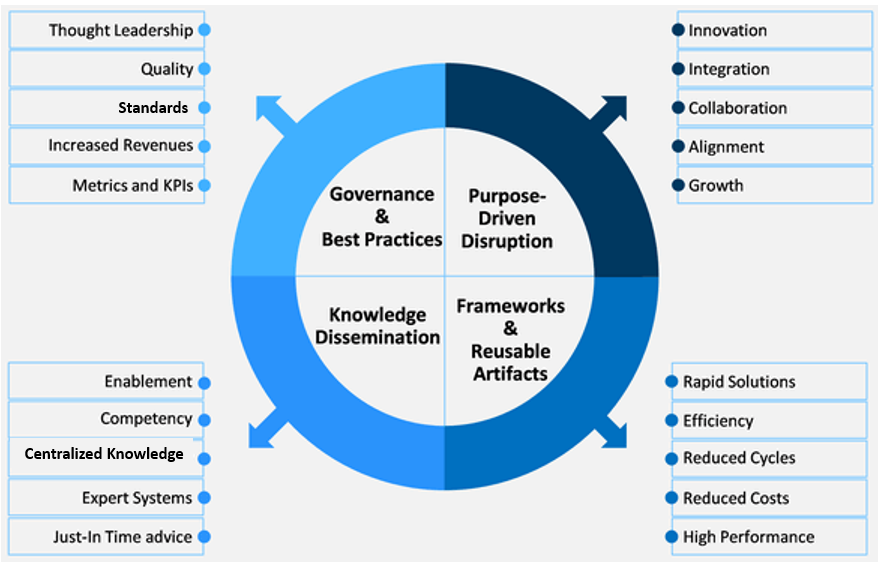 Thought Leadership
Quality
Standards
Increased Revenues
Metrics and KPIs
Innovation
Integration
Collaboration
Alignment
Growth
Governance
&
Best Practices
Purpose-
Driven
Disruption
Knowledge
Dissemination
Frameworks
&
Reusable
Artifacts
Enablement
Competency
Centralized Knowledge
Expert Systems
Just-In Time advice
Rapid Solutions
Efficiency
Reduced Cycles
Reduced Costs
High Performance